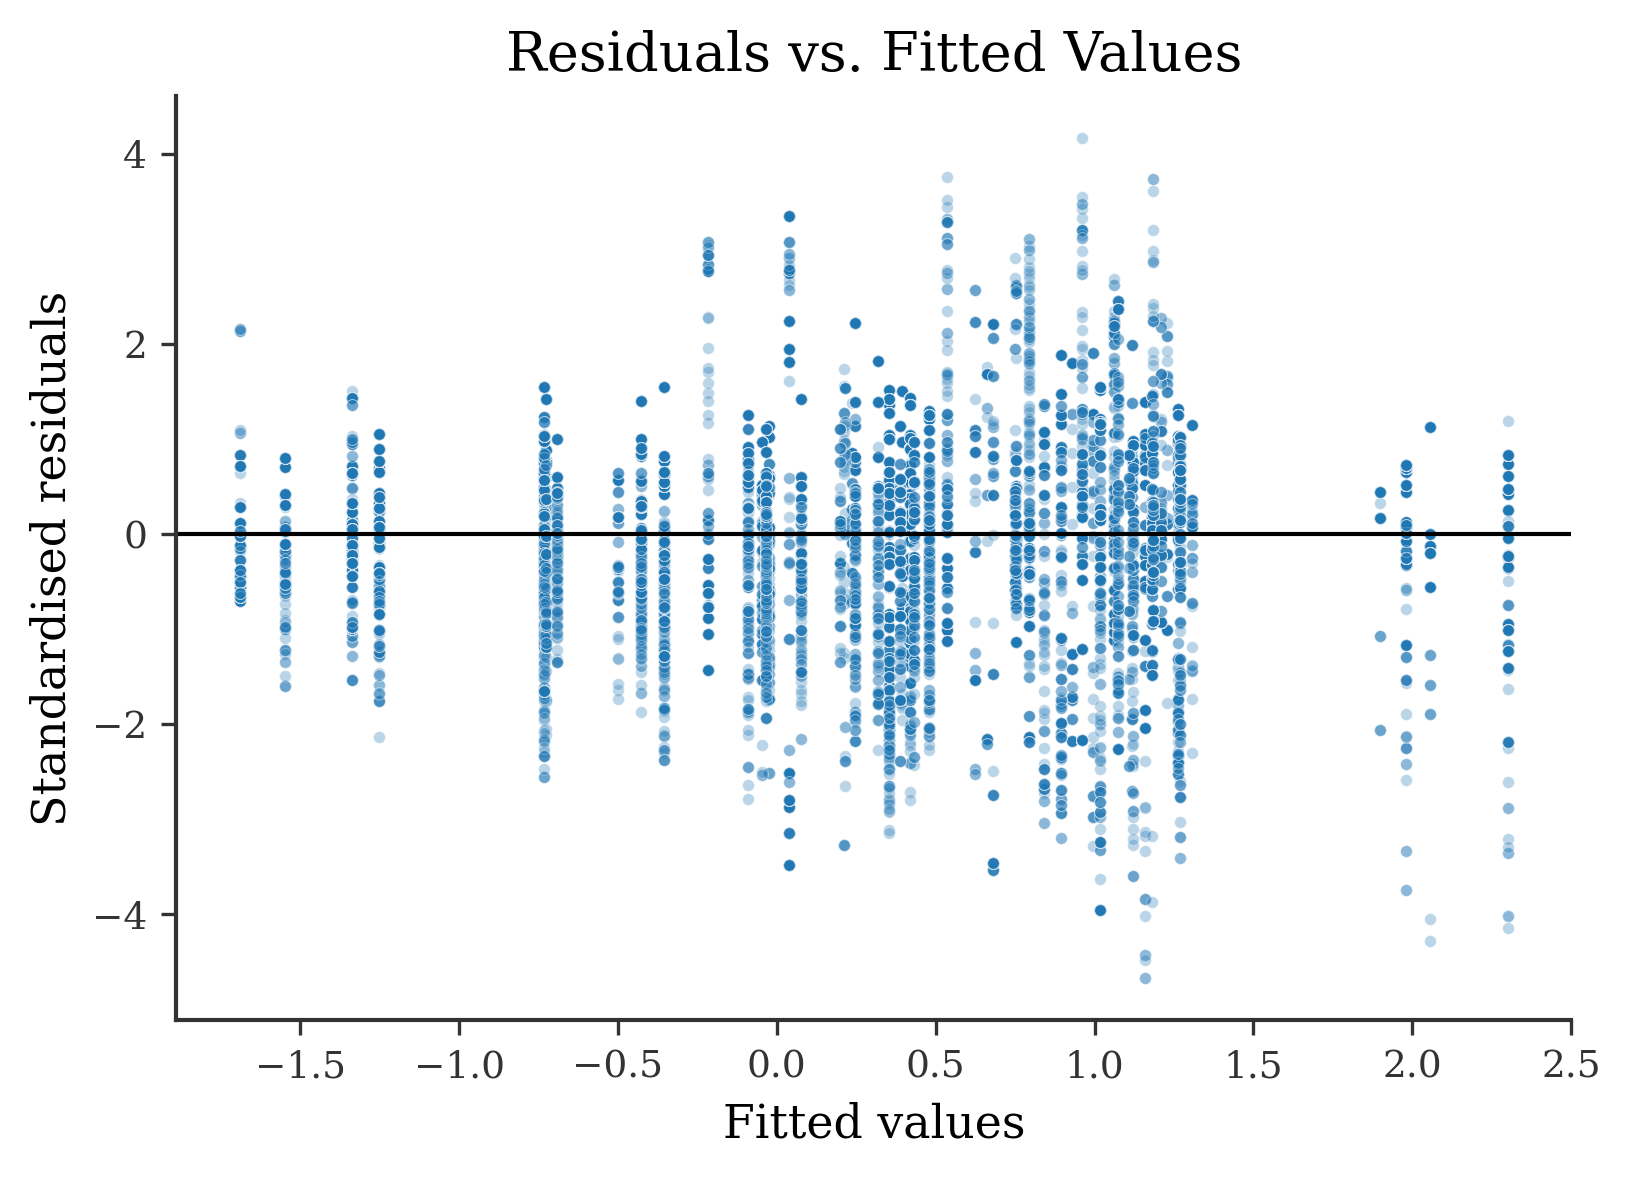 Residuals vs. Fitted Values
Standardised residuals
4
2
0
−2
−4
−1.5 −1.0 −0.5 0.0 0.5 1.0 1.5 2.0 2.5
Fitted values